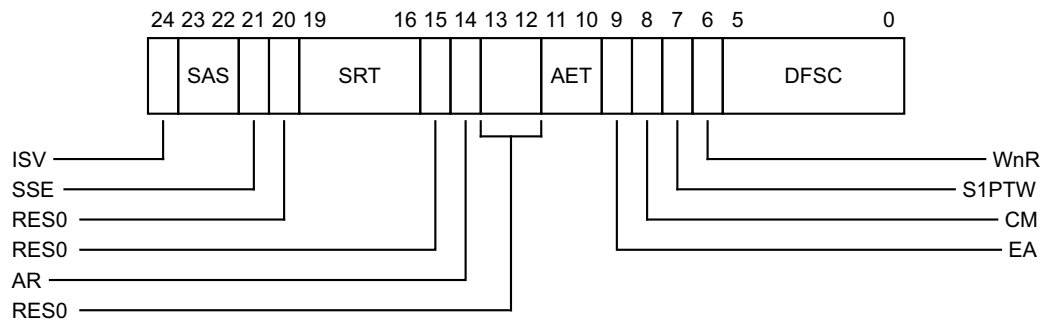 24 23 22 21 20 19 16 15 14 13 12 11 10 9 8 7 6 5 0
SAS SRT AET DFSC
ISV WnR
SSE S1PTW
RES0 CM
RES0 EA
AR
RES0